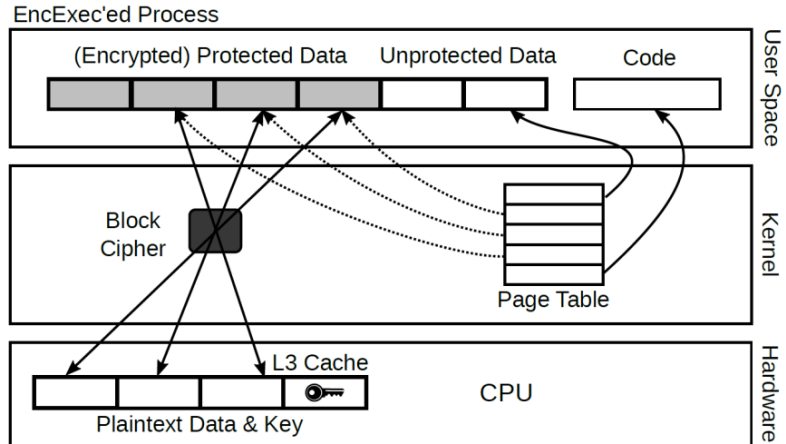 EncExec'ed Process
(Encrypted) Protected Data
Unprotected Data
Code
User Space
Block
Cipher
Page Table
Kernel
L3 Cache
Plaintext Data & Key
CPU
Hardware